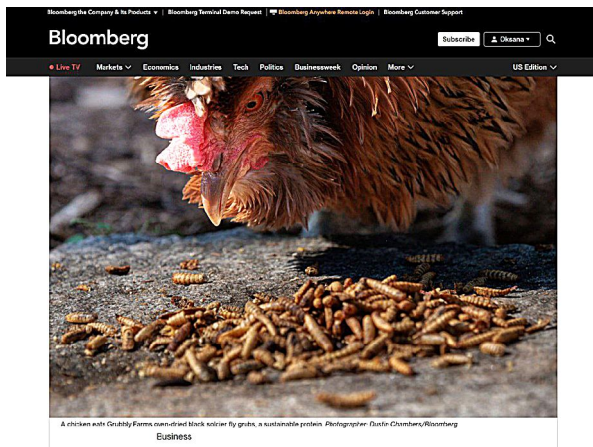 Bloomberg the Company & Its Products ▼ | Bloomberg Terminal Demo Request | Bloomberg Anywhere Remote Login | Bloomberg Customer Support
Bloomberg
Subscribe
Oksana
Live TV Markets Economics Industries Tech Politics Businessweek Opinion More US Edition
A chicken eats Grubbly Farms oven-dried black soldier fly grubs, a sustainable protein. Photographer: Dustin Chambers/Bloomberg
Business